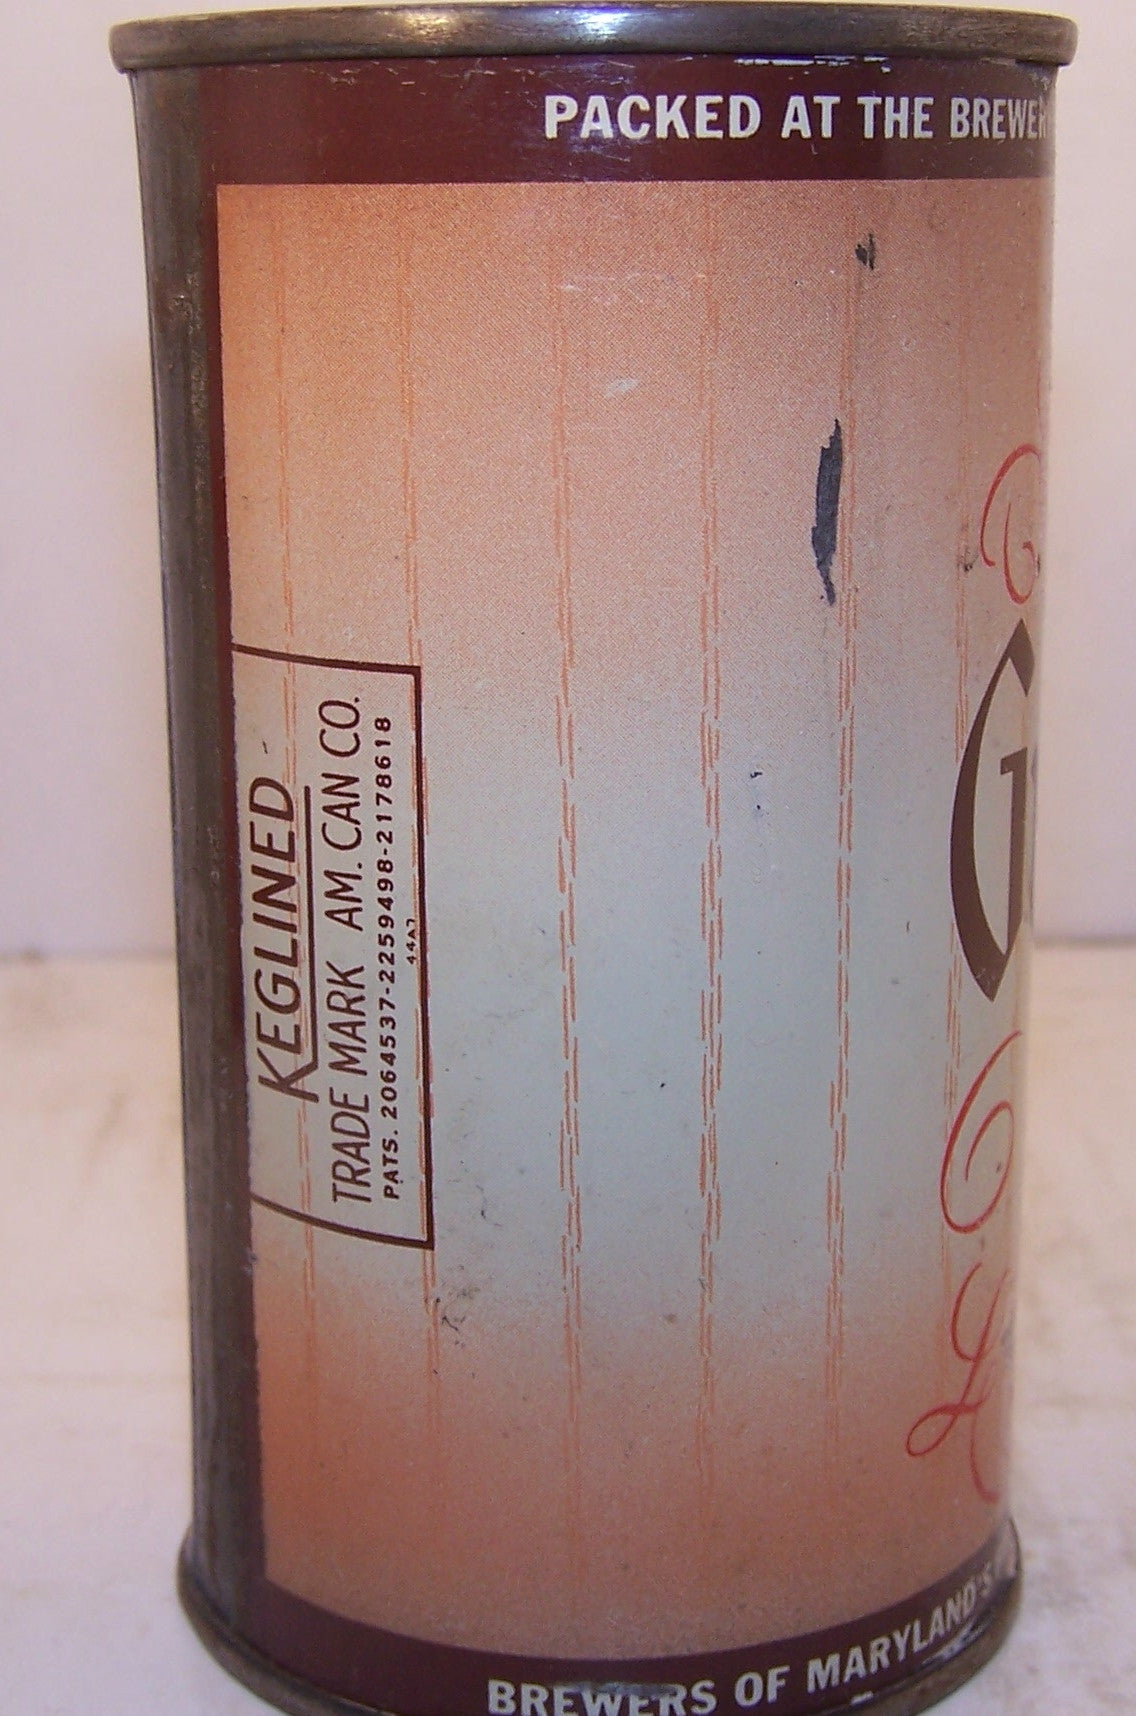 PACKED AT THE BREWER
KEGLINED
TRADE MARK AM. CAN CO.
PATS. 2064537-2259498-2178618
BREWERS OF MARYLAND'S